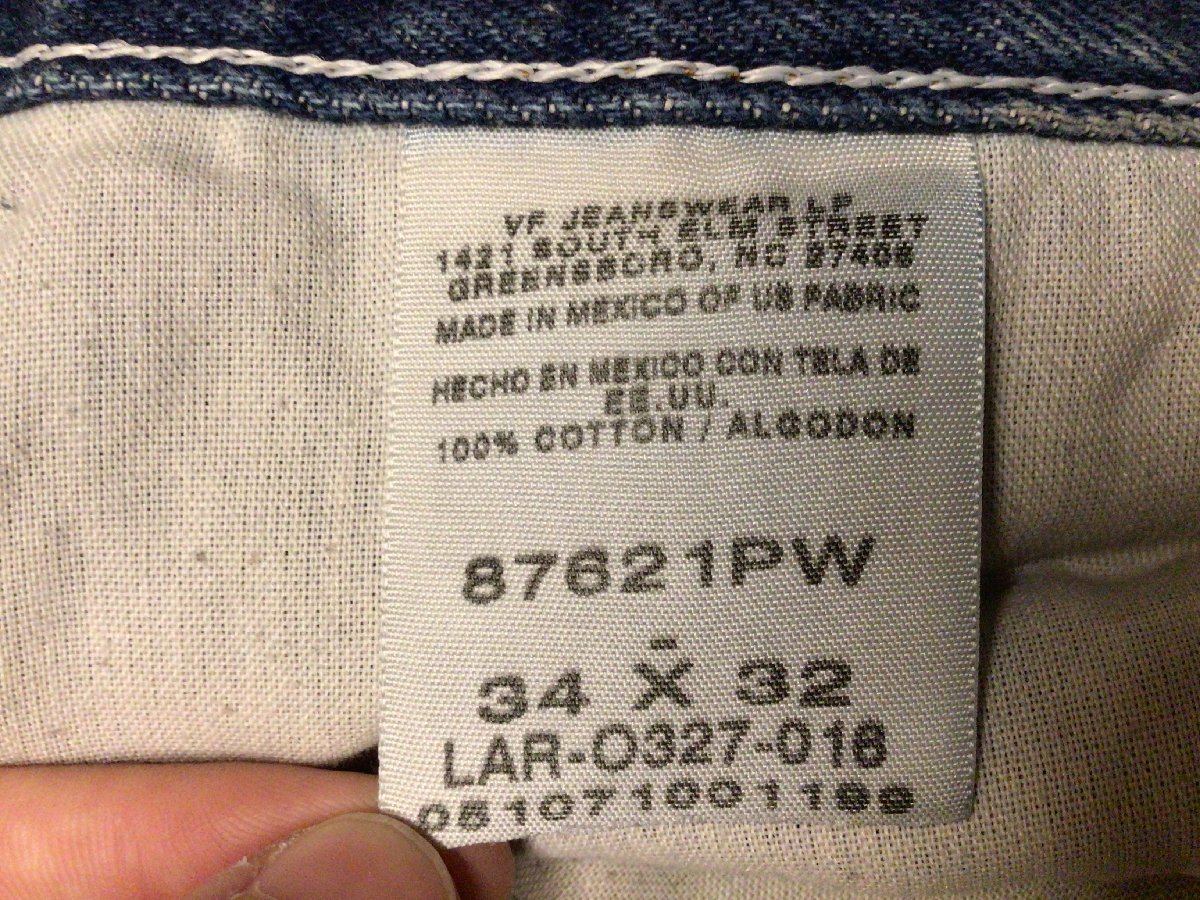 VF JEANSWEAR LP
1421 SOUTH ELM STREET
GREENSBORO, NC 27406
MADE IN MEXICO OF US FABRIC
HECHO EN MEXICO CON TELA DE
EE.UU.
100% COTTON / ALGODON
87621PW
-
34 X 32
LAR-O327-016
051071001199